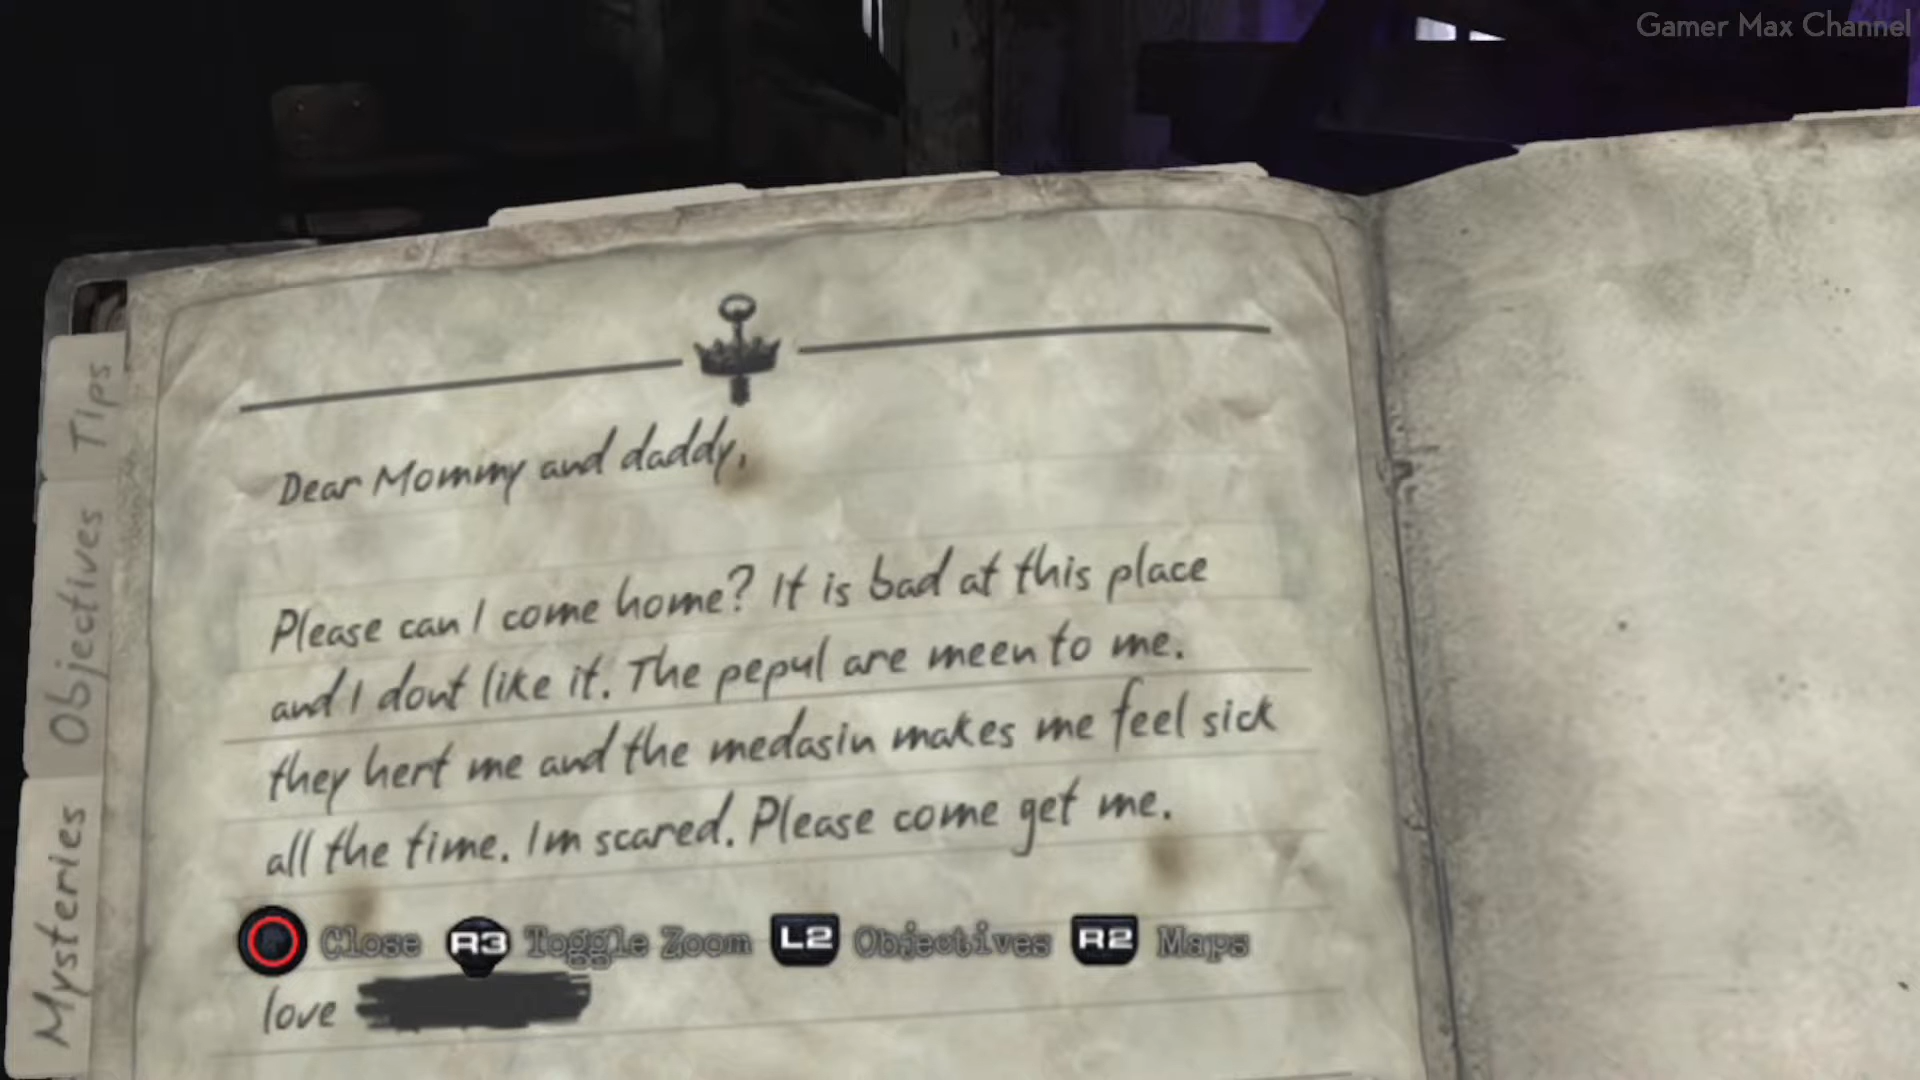 Gamer Max Channel
Tips
Objectives
Mysteries
Dear Mommy and daddy,
Please can I come home? It is bad at this place
and I dont like it. The pepul are meen to me.
they hert me and the medasin makes me feel sick
all the time. Im scared. Please come get me.
Close R3 Toggle Zoom L2 Objectives R2 Maps
love